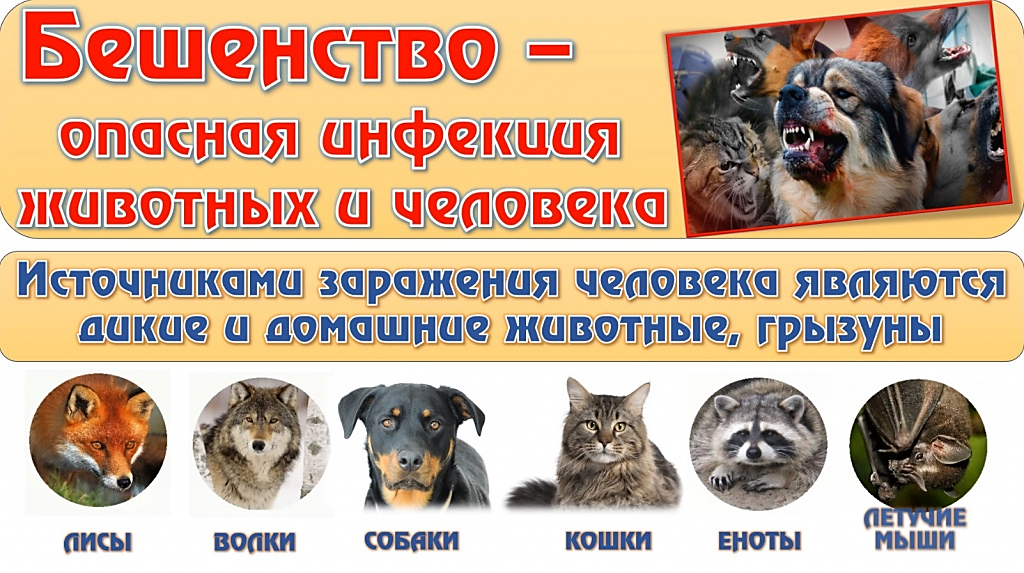 Бешенство –
опасная инфекция
животных и человека
Источниками заражения человека являются
дикие и домашние животные, грызуны
ЛИСЫ
ВОЛКИ
СОБАКИ
КОШКИ
ЕНОТЫ
ЛЕТУЧИЕ
МЫШИ